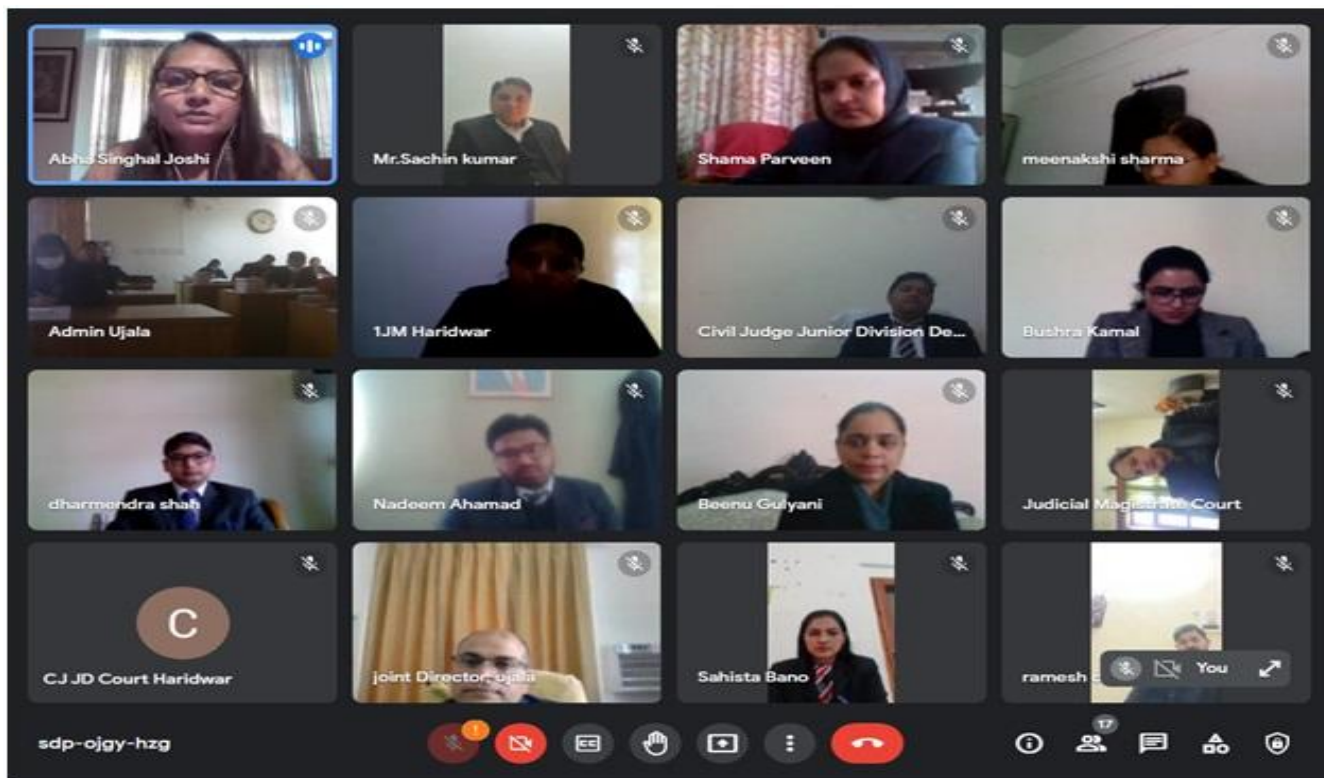 Abha Singhal Joshi
Mr.Sachin kumar
Shama Parveen
meenakshi sharma
Admin Ujala
1JM Haridwar
Civil Judge Junior Division De...
Bushra Kamal
dharmendra shah
Nadeem Ahamad
Beenu Gulyani
Judicial Magistrate Court
C
CJ JD Court Haridwar
joint Director, ujala
Sahista Bano
ramesh
You
sdp-ojgy-hzg
!
CC
17